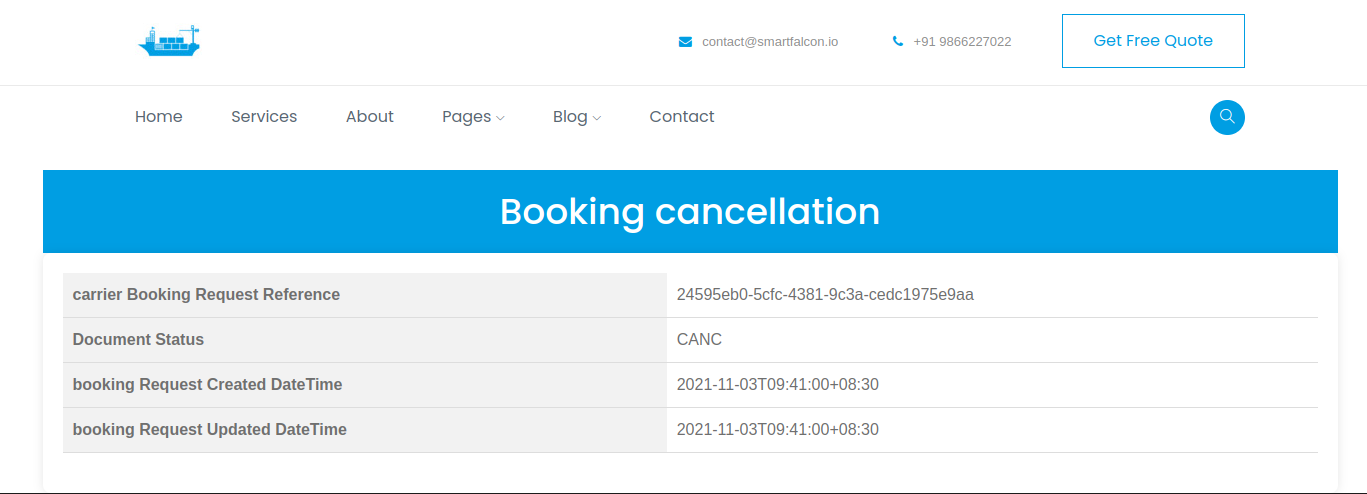 contact@smartfalcon.io +91 9866227022 Get Free Quote
Home Services About Pages Blog Contact
Booking cancellation
carrier Booking Request Reference 24595eb0-5cfc-4381-9c3a-cedc1975e9aa
Document Status CANC
booking Request Created DateTime 2021-11-03T09:41:00+08:30
booking Request Updated DateTime 2021-11-03T09:41:00+08:30